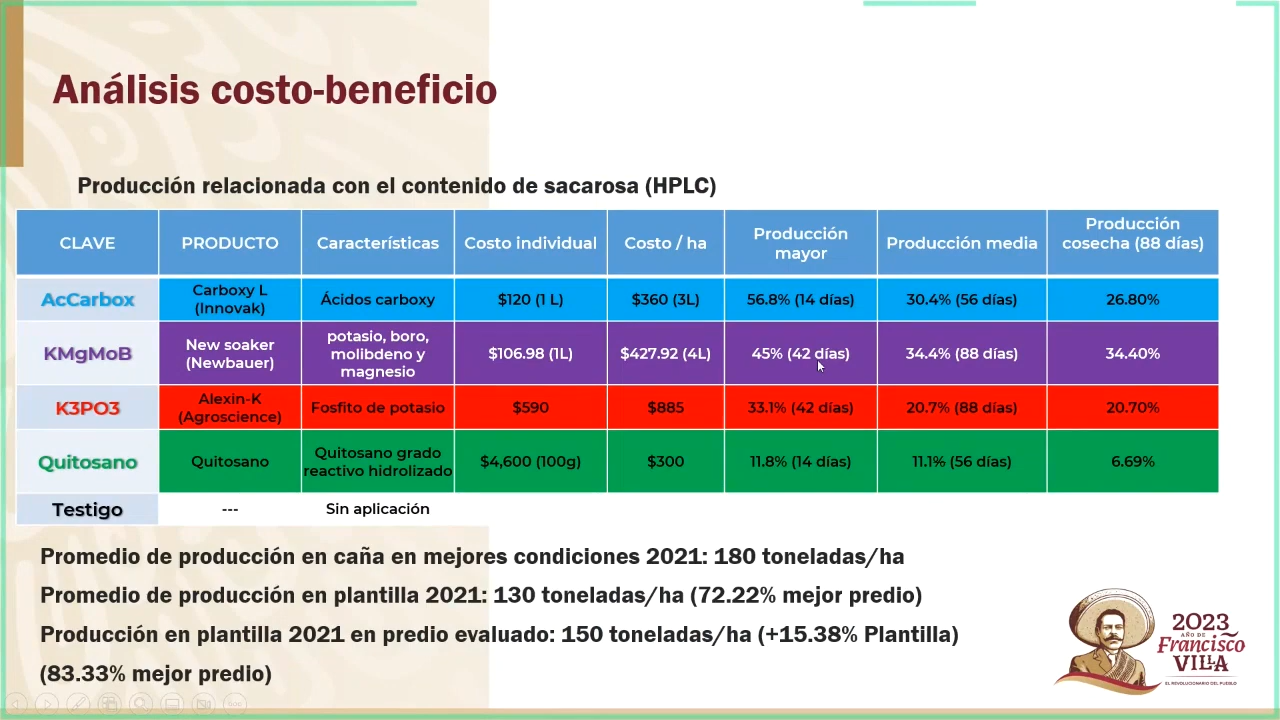 Análisis costo-beneficio
Producción relacionada con el contenido de sacarosa (HPLC)
CLAVE PRODUCTO Características Costo individual Costo / ha Producción mayor Producción media Producción cosecha (88 días)
AcCarbox Carboxy L (Innovak) Ácidos carboxy $120 (1 L) $360 (3L) 56.8% (14 días) 30.4% (56 días) 26.80%
KMgMoB New soaker (Newbauer) potasio, boro, molibdeno y magnesio $106.98 (1L) $427.92 (4L) 45% (42 días) 34.4% (88 días) 34.40%
K3PO3 Alexin-K (Agroscience) Fosfito de potasio $590 $885 33.1% (42 días) 20.7% (88 días) 20.70%
Quitosano Quitosano Quitosano grado reactivo hidrolizado $4,600 (100g) $300 11.8% (14 días) 11.1% (56 días) 6.69%
Testigo --- Sin aplicación
Promedio de producción en caña en mejores condiciones 2021: 180 toneladas/ha
Promedio de producción en plantilla 2021: 130 toneladas/ha (72.22% mejor predio)
Producción en plantilla 2021 en predio evaluado: 150 toneladas/ha (+15.38% Plantilla)
(83.33% mejor predio)
2023
AÑO DE
Francisco
VILLA
EL REVOLUCIONARIO DEL PUEBLO